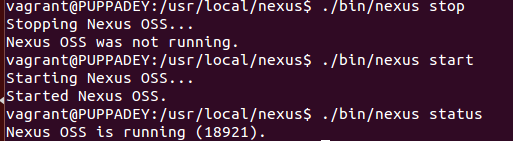 vagrant@PUPPADEY:/usr/local/nexus$ ./bin/nexus stop
Stopping Nexus OSS...
Nexus OSS was not running.
vagrant@PUPPADEY:/usr/local/nexus$ ./bin/nexus start
Starting Nexus OSS...
Started Nexus OSS.
vagrant@PUPPADEY:/usr/local/nexus$ ./bin/nexus status
Nexus OSS is running (18921).